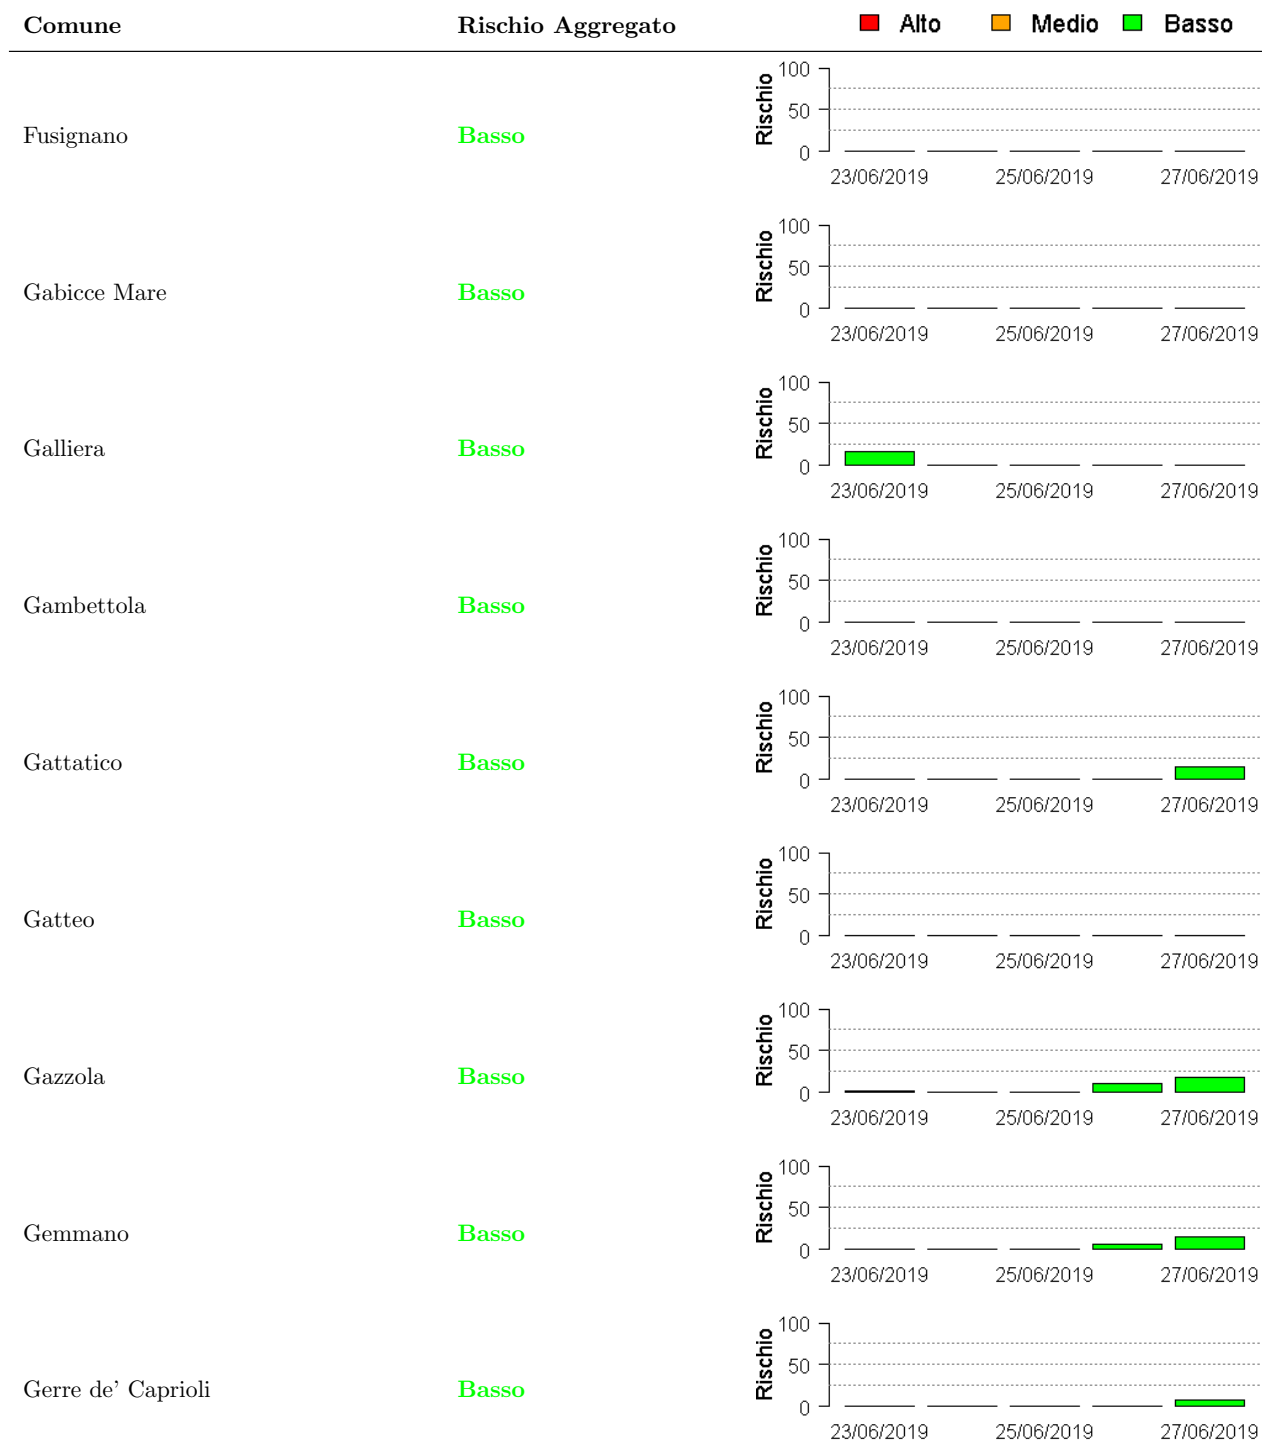 Comune Rischio Aggregato Alto Medio Basso
100
50
0
Rischio
Fusignano Basso
23/06/2019 25/06/2019 27/06/2019
100
50
0
Rischio
Gabicce Mare Basso
23/06/2019 25/06/2019 27/06/2019
100
50
0
Rischio
Galliera Basso
23/06/2019 25/06/2019 27/06/2019
100
50
0
Rischio
Gambettola Basso
23/06/2019 25/06/2019 27/06/2019
100
50
0
Rischio
Gattatico Basso
23/06/2019 25/06/2019 27/06/2019
100
50
0
Rischio
Gatteo Basso
23/06/2019 25/06/2019 27/06/2019
100
50
0
Rischio
Gazzola Basso
23/06/2019 25/06/2019 27/06/2019
100
50
0
Rischio
Gemmano Basso
23/06/2019 25/06/2019 27/06/2019
100
50
0
Rischio
Gerre de' Caprioli Basso
23/06/2019 25/06/2019 27/06/2019